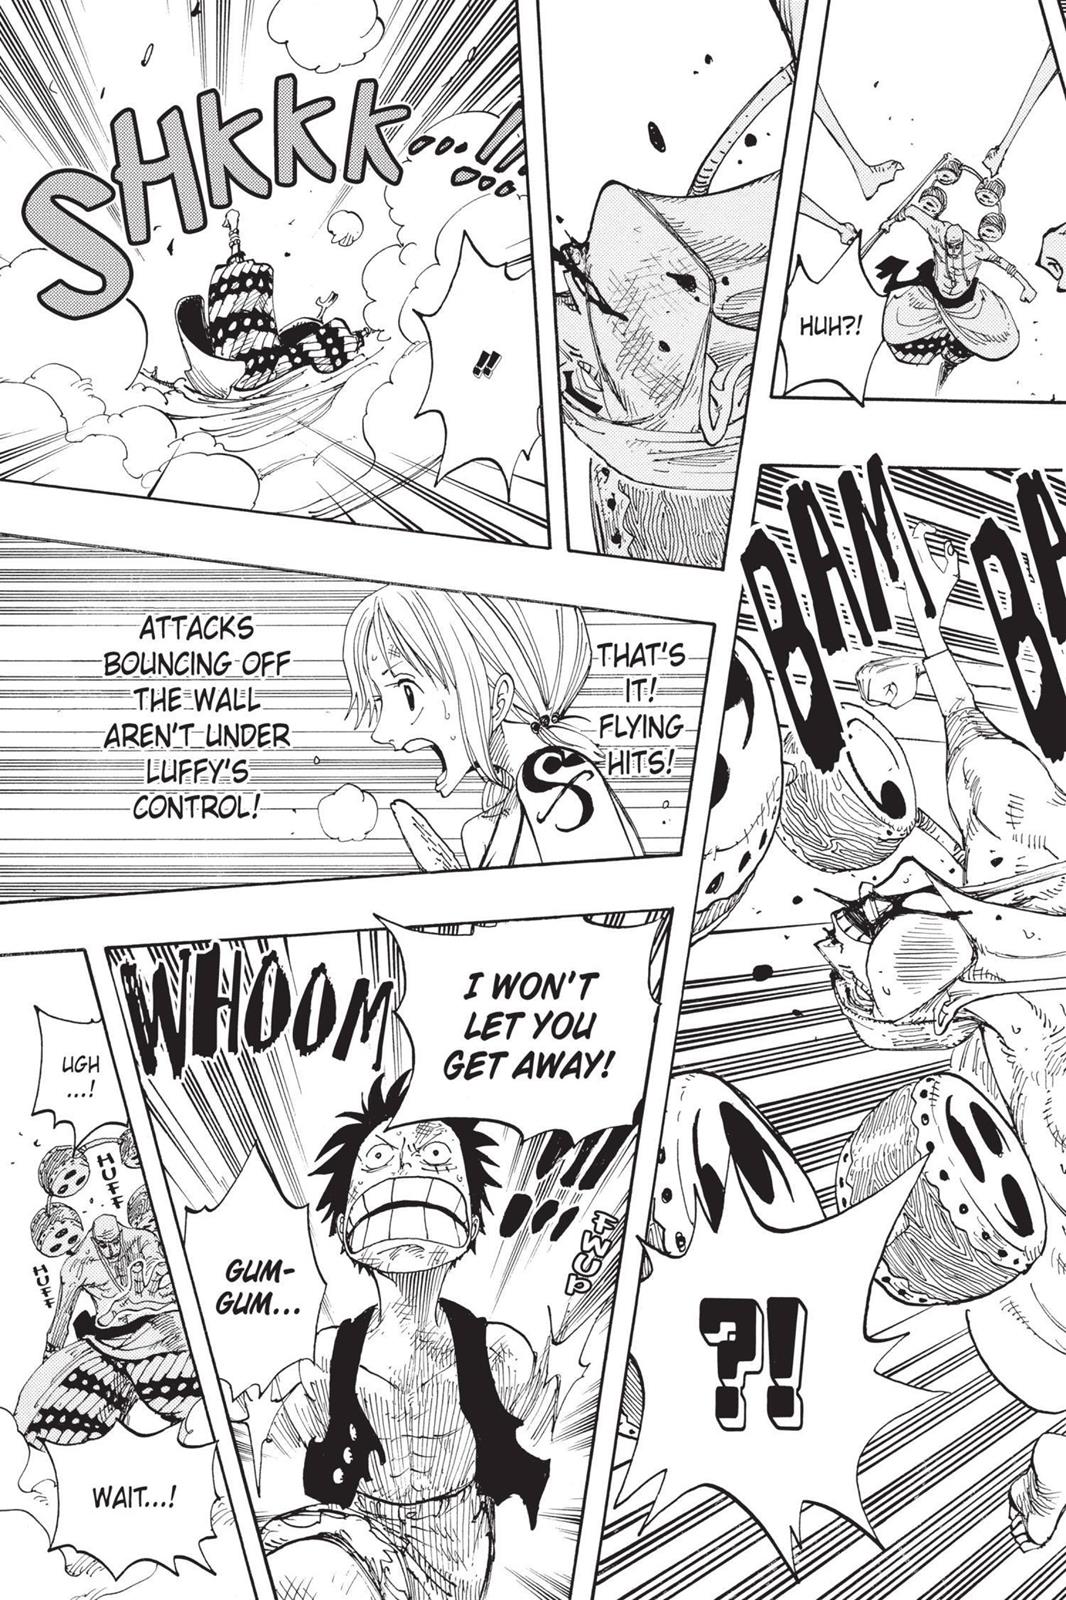 HUH?!
SHKKK
!!
BAM
BA
THAT'S
IT!
FLYING
HITS!
ATTACKS
BOUNCING OFF
THE WALL
AREN'T UNDER
LUFFY'S
CONTROL!
?!
I WON'T
LET YOU
GET AWAY!
FWUP
WHOOM
GUM-
GUM...
UGH
...!
HUFF
HUFF
WAIT...!